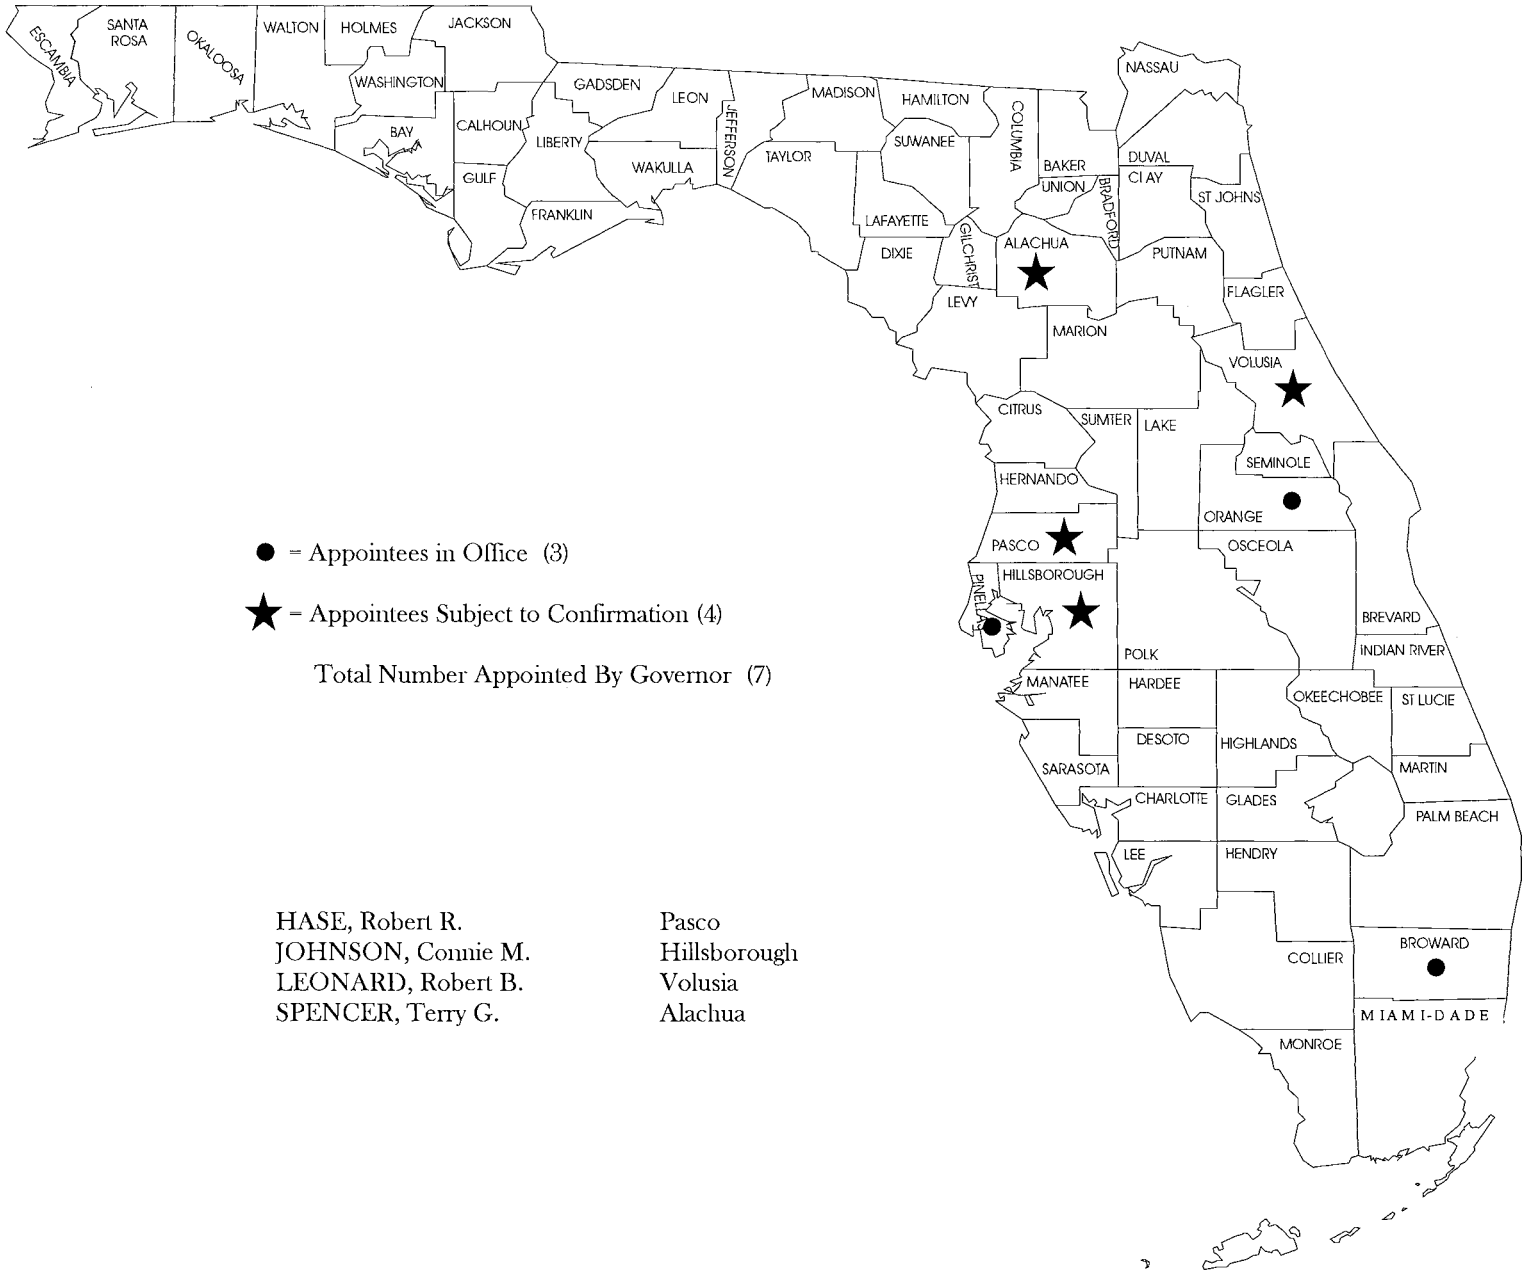 ESCAMBIA
SANTA
ROSA
OKALOOSA
WALTON
HOLMES
JACKSON
WASHINGTON
BAY
CALHOUN
GULF
GADSDEN
LIBERTY
FRANKLIN
LEON
WAKULLA
JEFFERSON
MADISON
TAYLOR
HAMILTON
SUWANEE
LAFAYETTE
DIXIE
COLUMBIA
GILCHRIST
LEVY
NASSAU
BAKER
UNION
BRADFORD
DUVAL
CLAY
ST JOHNS
ALACHUA
PUTNAM
FLAGLER
MARION
VOLUSIA
CITRUS
SUMTER
LAKE
SEMINOLE
HERNANDO
ORANGE
PASCO
OSCEOLA
HILLSBOROUGH
PINELLAS
BREVARD
INDIAN RIVER
POLK
MANATEE
HARDEE
OKEECHOBEE
ST LUCIE
DESOTO
HIGHLANDS
SARASOTA
MARTIN
CHARLOTTE
GLADES
PALM BEACH
LEE
HENDRY
BROWARD
COLLIER
MIAMI-DADE
MONROE
= Appointees in Office (3)
= Appointees Subject to Confirmation (4)
Total Number Appointed By Governor (7)
HASE, Robert R. Pasco
JOHNSON, Connie M. Hillsborough
LEONARD, Robert B. Volusia
SPENCER, Terry G. Alachua